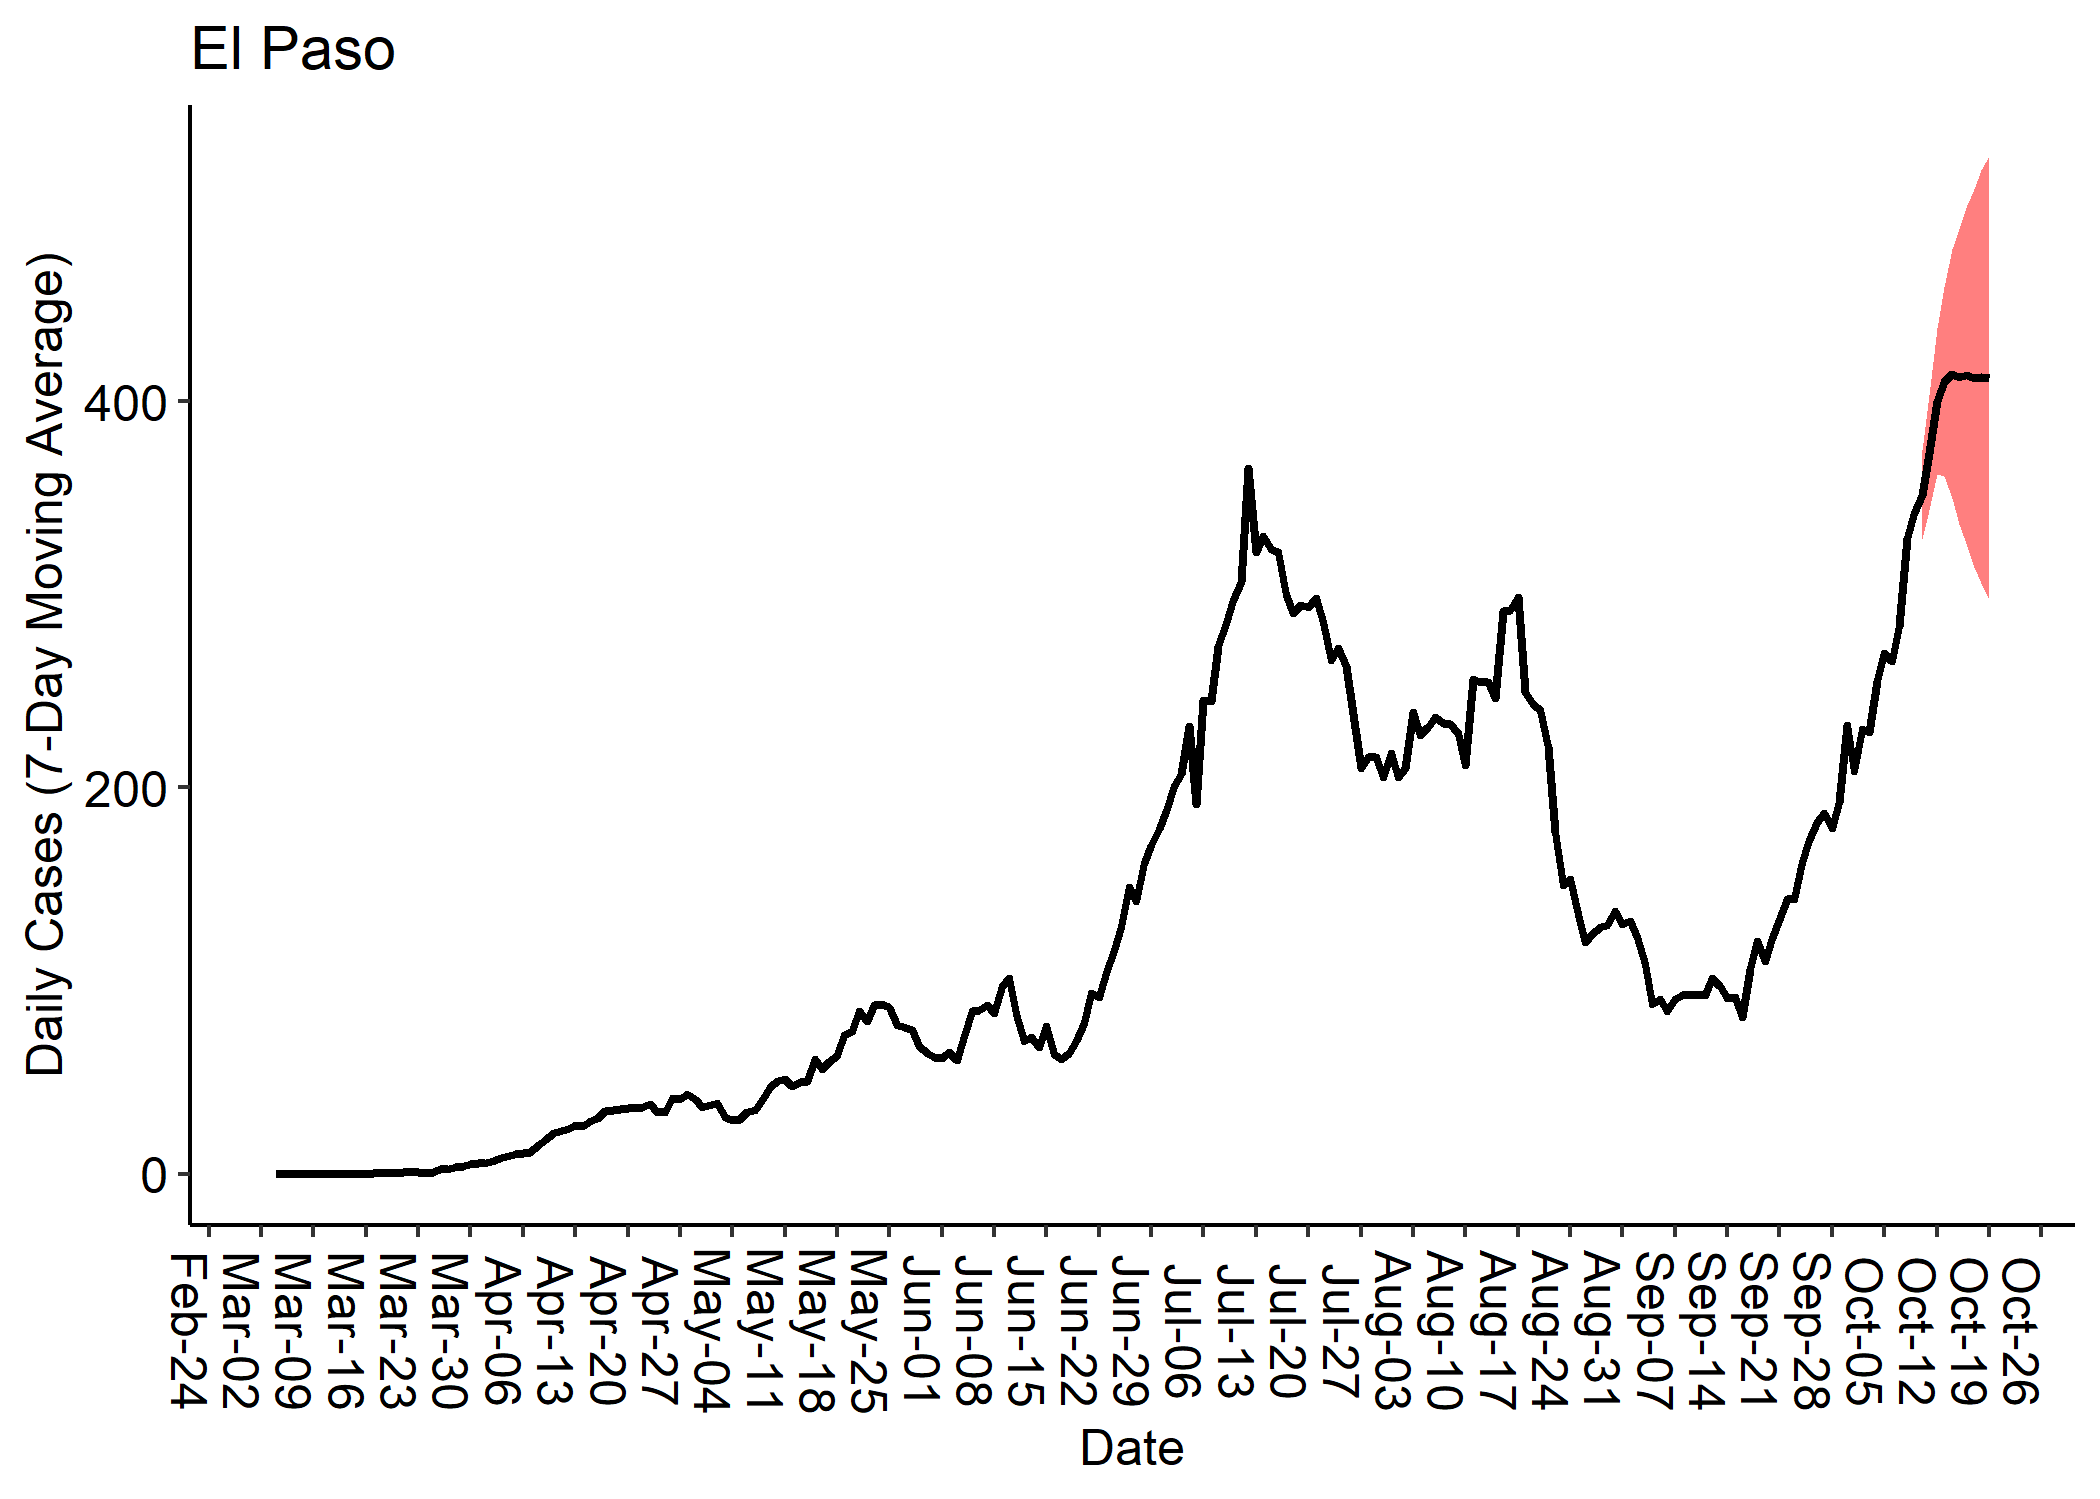 El Paso
Daily Cases (7-Day Moving Average)
400
200
0
Feb-24
Mar-02
Mar-09
Mar-16
Mar-23
Mar-30
Apr-06
Apr-13
Apr-20
Apr-27
May-04
May-11
May-18
May-25
Jun-01
Jun-08
Jun-15
Jun-22
Jun-29
Jul-06
Jul-13
Jul-20
Jul-27
Aug-03
Aug-10
Aug-17
Aug-24
Aug-31
Sep-07
Sep-14
Sep-21
Sep-28
Oct-05
Oct-12
Oct-19
Oct-26
Date